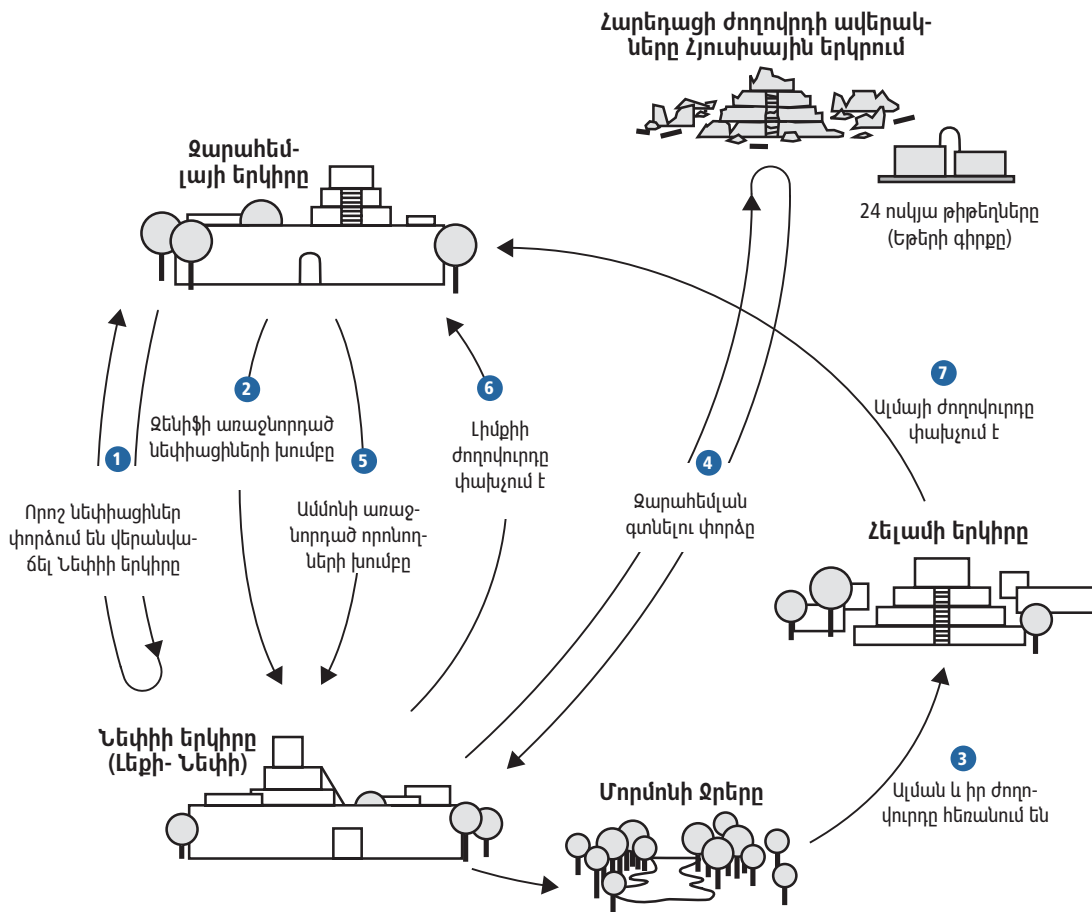 Հարեդացի ժողովրդի ավերակ-
ները Հյուսիսային երկրում
Զարահեմ-
լայի երկիրը
24 ոսկյա թիթեղները
(Եթերի գիրքը)
1
Որոշ նեփիացիներ
փորձում են վերանվա-
ճել Նեփիի երկիրը
2
Զենիֆի առաջնորդած
նեփիացիների խումբը
5
Ամմոնի առաջ-
նորդած որոնող-
ների խումբը
6
Լիմքիի
ժողովուրդը
փախչում է
4
Զարահեմլան
գտնելու փորձը
7
Ալմայի ժողովուրդը
փախչում է
Հելամի երկիրը
Նեփիի երկիրը
(Լեքի- Նեփի)
Մորմոնի Ջրերը
3
Ալման և իր ժողո-
վուրդը հեռանում են